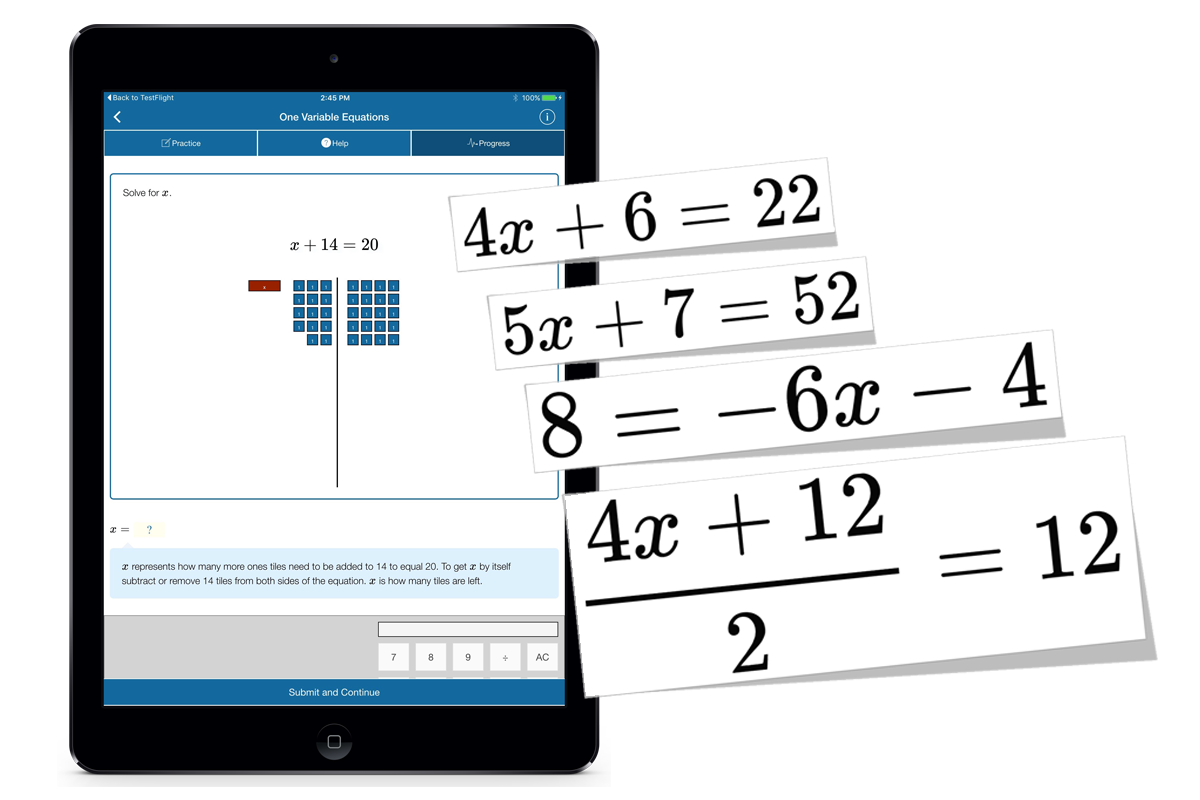 Back to TestFlight 2:45 PM 100%
One Variable Equations
Practice Help Progress
Solve for x.
x + 14 = 20
x 1 1 1 1 1 1 1
1 1 1 1 1 1 1
1 1 1 1 1 1 1
1 1 1 1 1 1 1
1 1 1 1 1 1
x = ?
x represents how many more ones tiles need to be added to 14 to equal 20. To get x by itself
subtract or remove 14 tiles from both sides of the equation. x is how many tiles are left.
7 8 9 ÷ AC
Submit and Continue
4x + 6 = 22
5x + 7 = 52
8 = −6x − 4
4x + 12
= 12
2